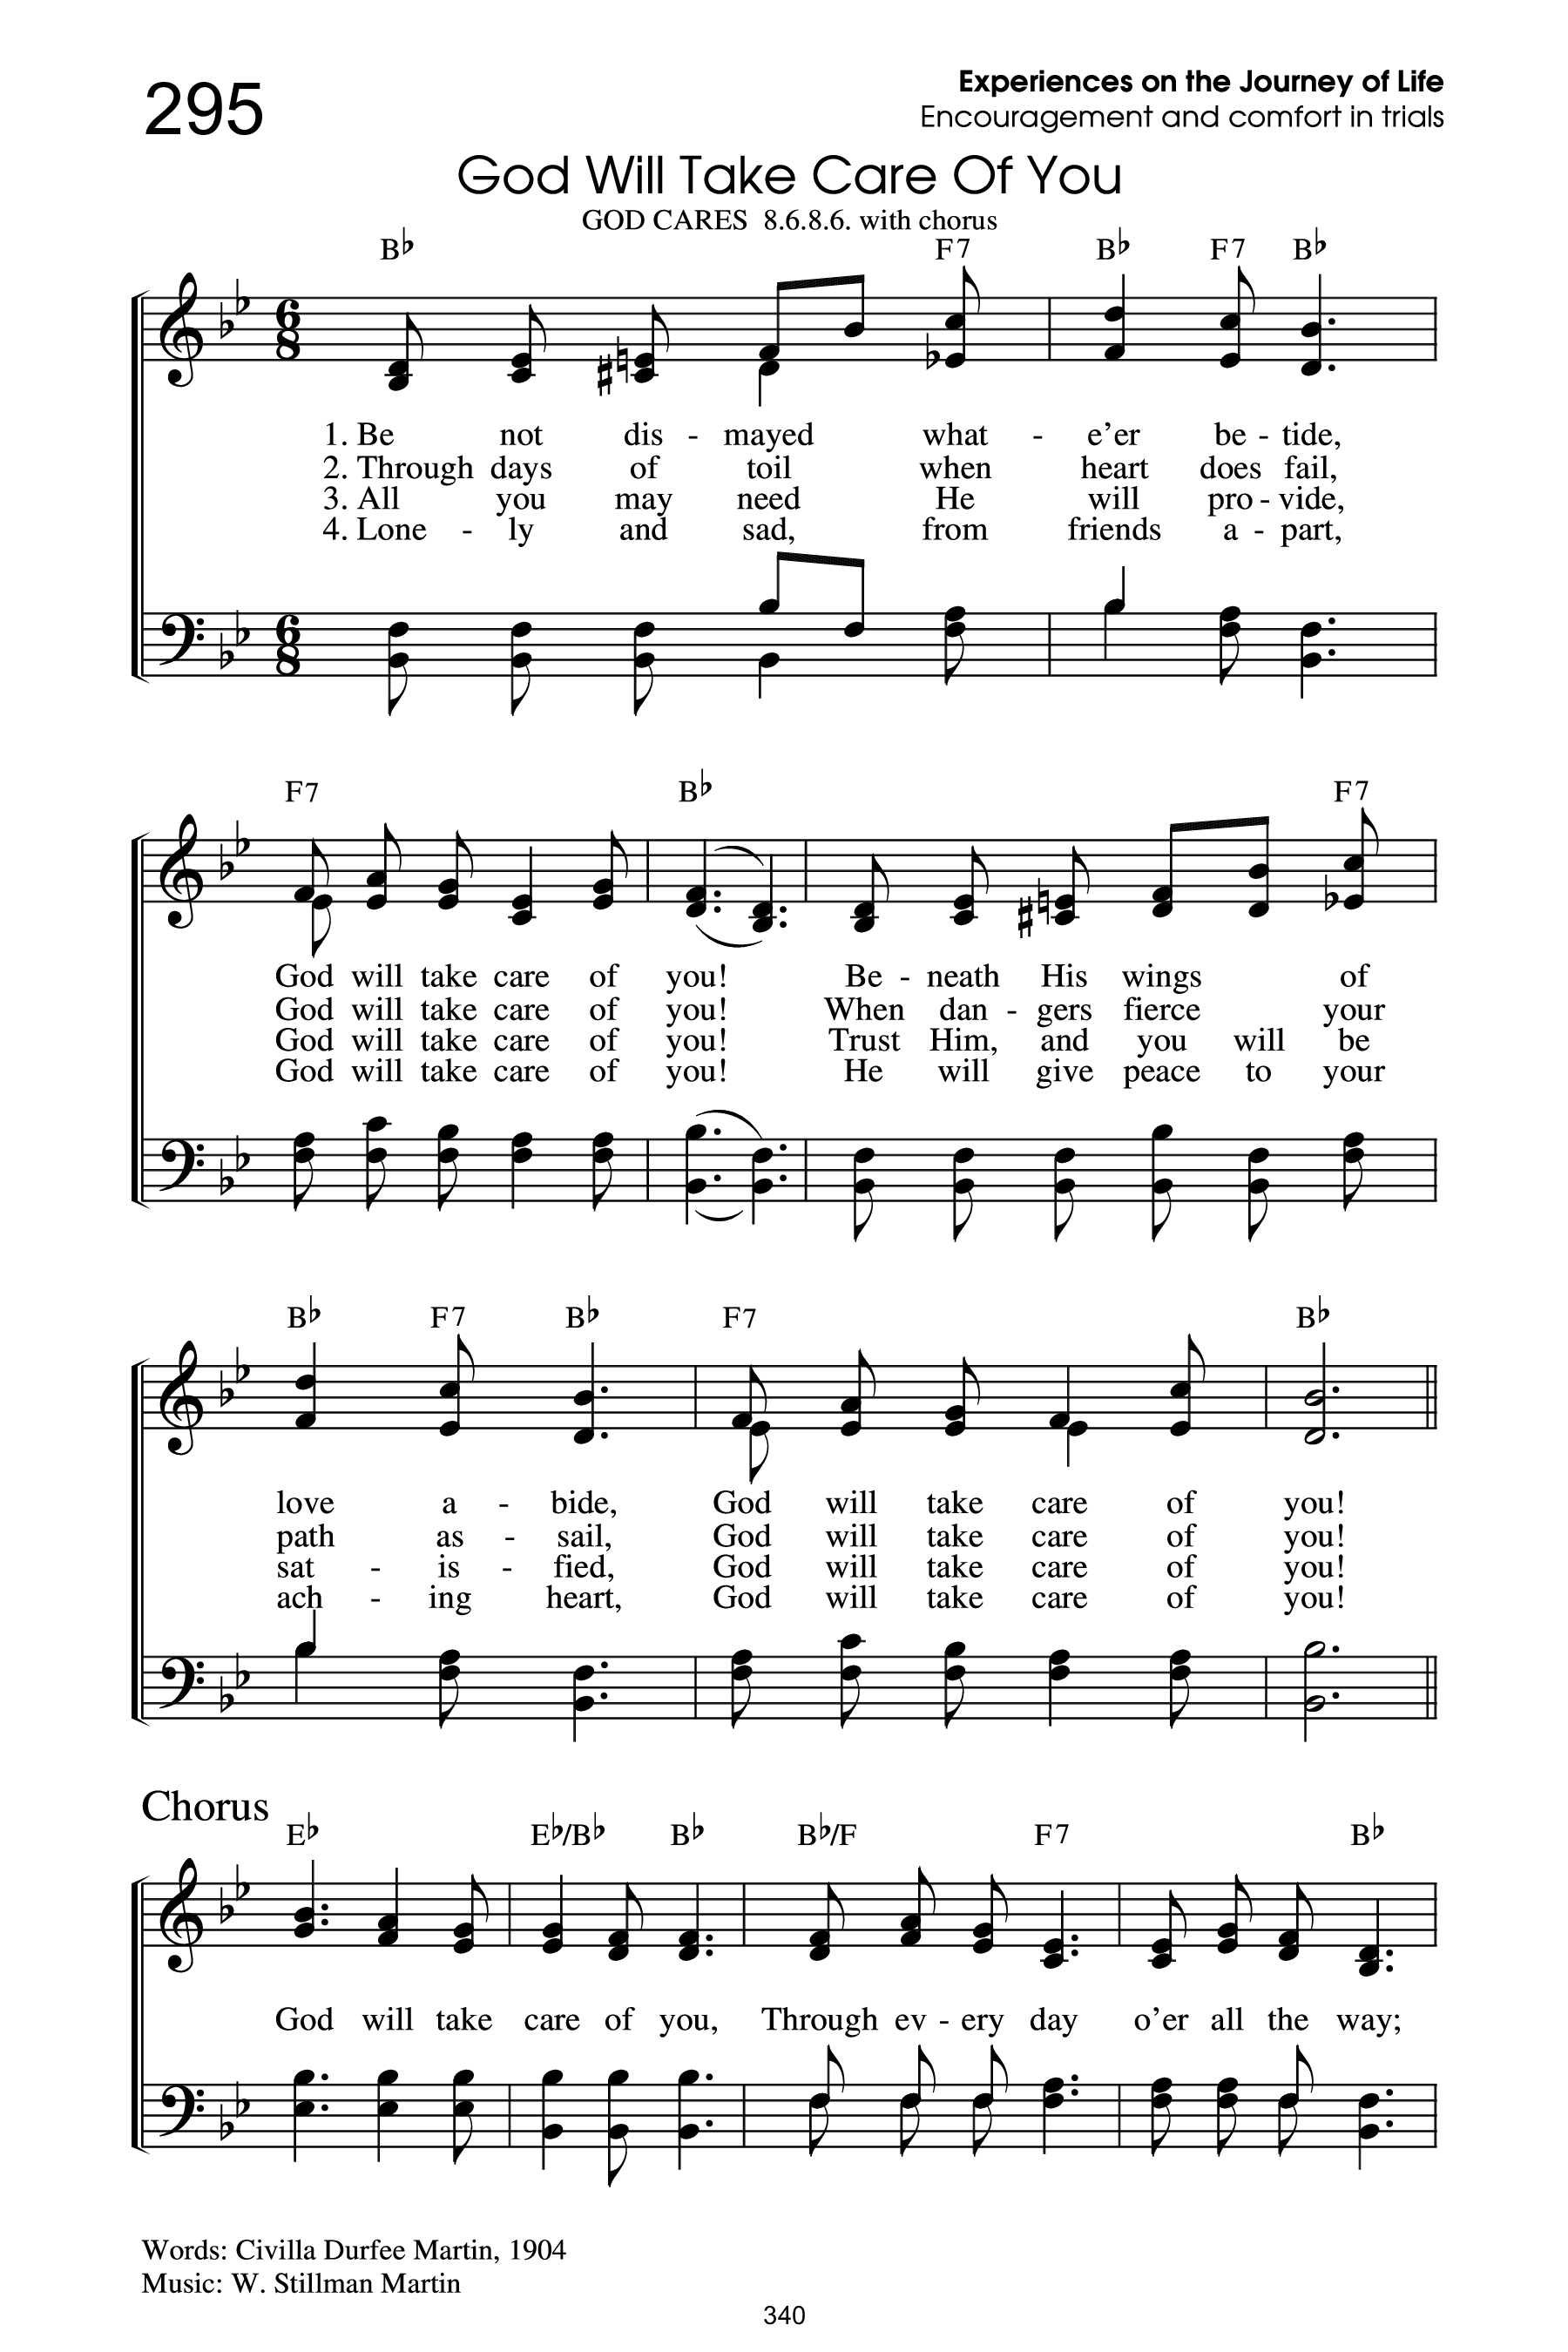 295
Experiences on the Journey of Life
Encouragement and comfort in trials
God Will Take Care Of You
GOD CARES  8.6.8.6. with chorus
B♭ F7 B♭ F7 B♭
1. Be not dis - mayed what - e’er be - tide,
2. Through days of toil when heart does fail,
3. All you may need He will pro - vide,
4. Lone - ly and sad, from friends a - part,
F7 B♭ F7
God will take care of you! Be - neath His wings of
God will take care of you! When dan - gers fierce your
God will take care of you! Trust Him, and you will be
God will take care of you! He will give peace to your
B♭ F7 B♭ F7 B♭
love a - bide, God will take care of you!
path as - sail, God will take care of you!
sat - is - fied, God will take care of you!
ach - ing heart, God will take care of you!
Chorus
E♭ E♭/B♭ B♭ B♭/F F7 B♭
God will take care of you, Through ev - ery day o’er all the way;
Words: Civilla Durfee Martin, 1904
Music: W. Stillman Martin
340